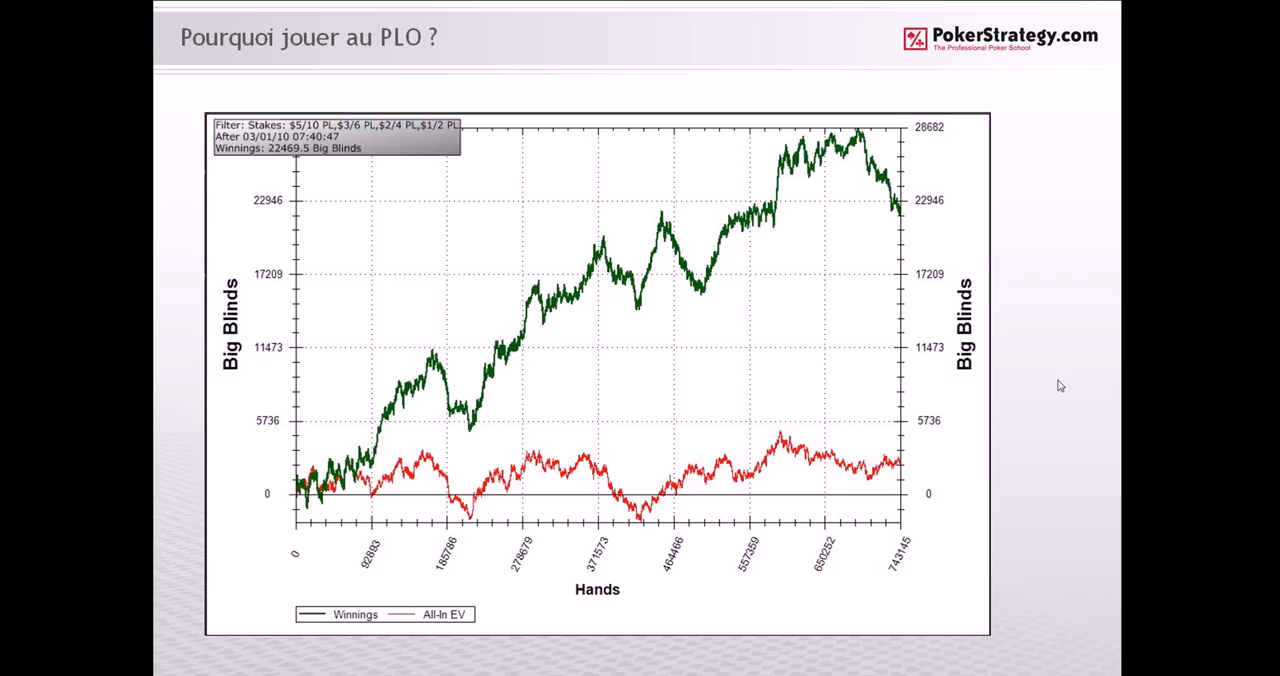 Pourquoi jouer au PLO ?
PokerStrategy.com
The Professional Poker School
Filter: Stakes: $5/10 PL,$3/6 PL,$2/4 PL,$1/2 PL
After 03/01/10 07:40:47
Winnings: 22469.5 Big Blinds
28682
22946
22946
17209
17209
Big Blinds
Big Blinds
11473
11473
5736
5736
0
0
0
92893
185786
278679
371573
464466
557359
650252
743145
Hands
Winnings
All-In EV